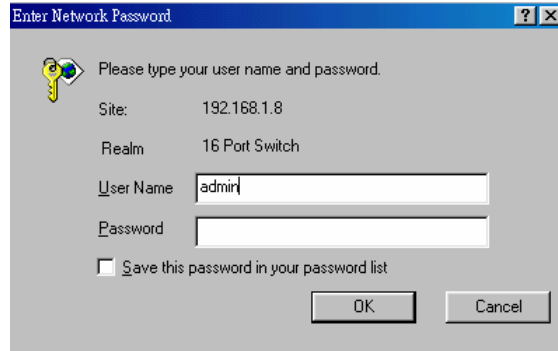 Enter Network Password
Please type your user name and password.
Site: 192.168.1.8
Realm 16 Port Switch
User Name admin
Password
Save this password in your password list
OK Cancel